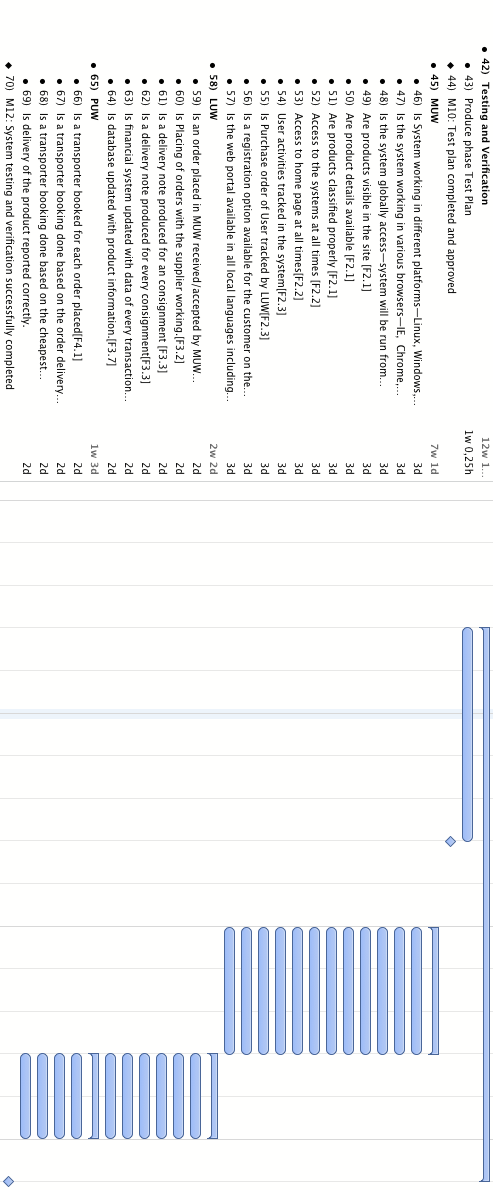 42) Testing and Verification 12w 1...
43) Produce phase Test Plan 1w 0,25h
44) M10: Test plan completed and approved
45) MUW 7w 1d
46) Is System working in different platforms—Linux, Windows,... 3d
47) Is the system working in various browsers—IE, Chrome,... 3d
48) Is the system globally access—system will be run from... 3d
49) Are products visible in the site [F2.1] 3d
50) Are product details available [F2.1] 3d
51) Are products classified properly [F2.1] 3d
52) Access to the systems at all times [F2.2] 3d
53) Access to home page at all times[F2.2] 3d
54) User activities tracked in the system[F2.3] 3d
55) Is Purchase order of User tracked by LUW[F2.3] 3d
56) Is a registration option available for the customer on the... 3d
57) Is the web portal available in all local languages including... 3d
58) LUW 2w 2d
59) Is an order placed in MUW received/accepted by MUW... 2d
60) Is Placing of orders with the supplier working.[F3.2] 2d
61) Is a delivery note produced for an consignment [F3.3] 2d
62) Is a delivery note produced for every consignment[F3.3] 2d
63) Is financial system updated with data of every transaction... 2d
64) Is database updated with product information.[F3.7] 2d
65) PUW 1w 3d
66) Is a transporter booked for each order placed[F4.1] 2d
67) Is a transporter booking done based on the order delivery... 2d
68) Is a transporter booking done based on the cheapest... 2d
69) Is delivery of the product reported correctly. 2d
70) M12: System testing and verification successfully completed